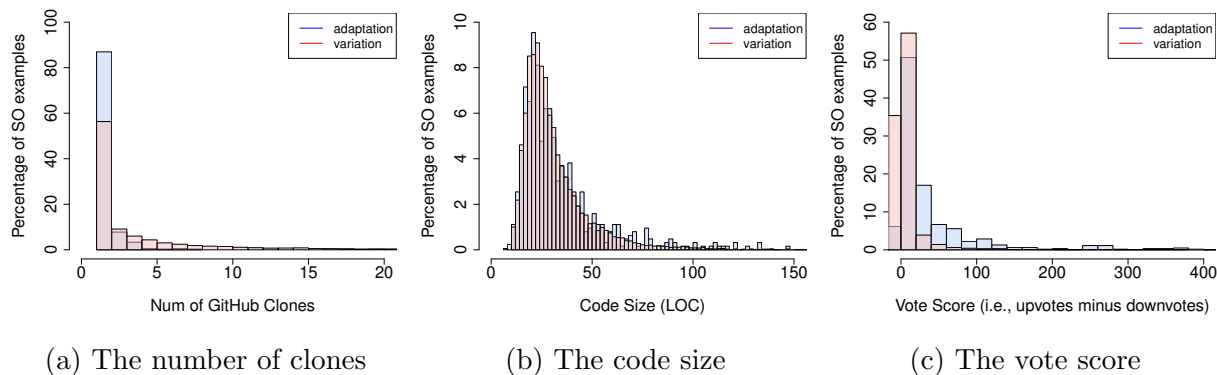 Percentage of SO examples
0
20
40
60
80
100
0
5
10
15
20
Num of GitHub Clones
adaptation
variation
(a) The number of clones
Percentage of SO examples
0
2
4
6
8
10
0
50
100
150
Code Size (LOC)
adaptation
variation
(b) The code size
Percentage of SO examples
0
10
20
30
40
50
60
0
100
200
300
400
Vote Score (i.e., upvotes minus downvotes)
adaptation
variation
(c) The vote score